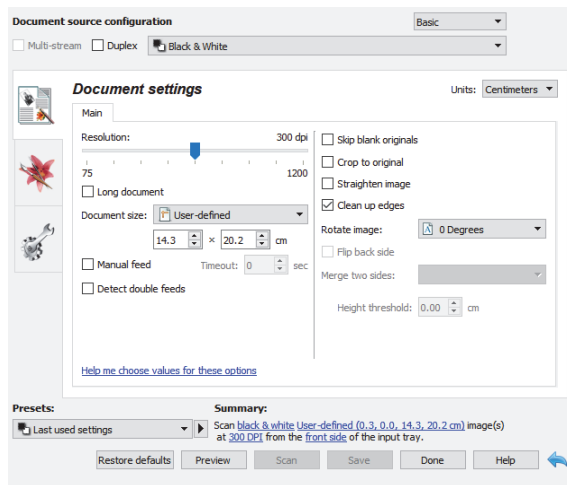 Document source configuration
Basic
Multi-stream
Duplex
Black & White
Document settings
Units: Centimeters
Main
Resolution: 300 dpi
75 1200
Long document
Document size: User-defined
14.3 × 20.2 cm
Manual feed Timeout: 0 sec
Detect double feeds
Skip blank originals
Crop to original
Straighten image
Clean up edges
Rotate image: A 0 Degrees
Flip back side
Merge two sides:
Height threshold: 0.00 cm
Help me choose values for these options
Presets:
Last used settings
Summary:
Scan black & white User-defined (0.3, 0.0, 14.3, 20.2 cm) image(s)
at 300 DPI from the front side of the input tray.
Restore defaults Preview Scan Save Done Help